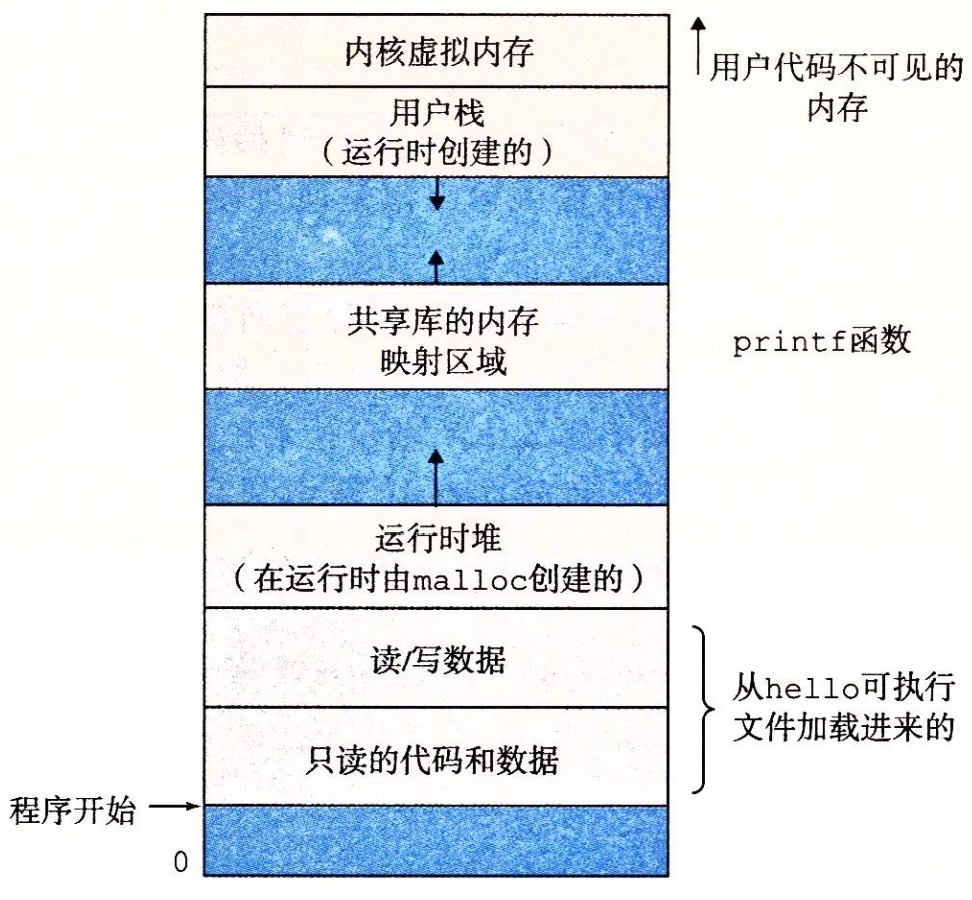 内核虚拟内存
用户代码不可见的
内存
用户栈
（运行时创建的）
共享库的内存
映射区域
printf函数
运行时堆
（在运行时由malloc创建的）
读/写数据
从hello可执行
文件加载进来的
只读的代码和数据
程序开始
0